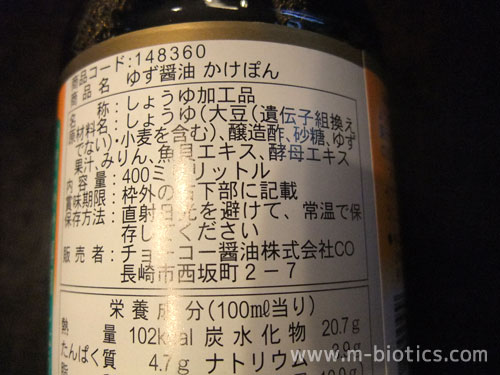 商品コード:148360
商品名 ゆず醤油 かけぽん
名称:しょうゆ加工品
原材料名:しょうゆ(大豆(遺伝子組換え
でない)、小麦を含む)、醸造酢、砂糖、ゆず
果汁、みりん、魚貝エキス、酵母エキス
内容量:400ミリリットル
賞味期限:枠外の右下部に記載
保存方法:直射日光を避けて、常温で保
存してください
販売者:チョーコー醤油株式会社CO
長崎市西坂町2-7
栄養成分(100mℓ当り)
熱量 102kcal 炭水化物 20.7g
たんぱく質 4.7g ナトリウム
www.m-biotics.com